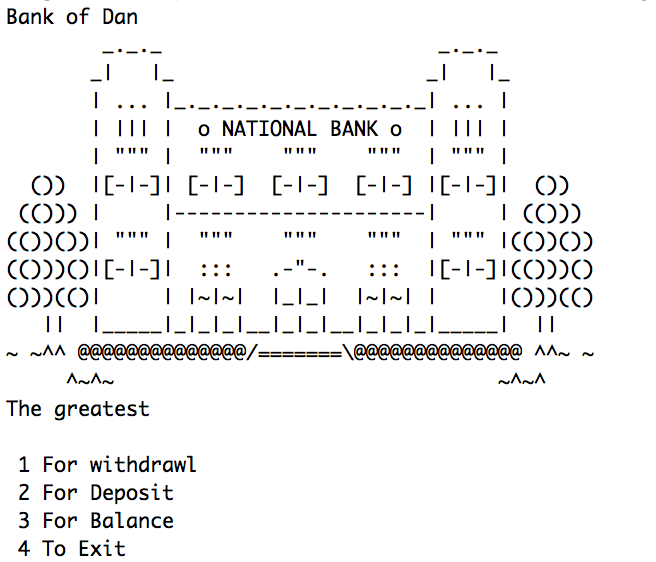 Bank of Dan
o NATIONAL BANK o
The greatest
1 For withdrawl
2 For Deposit
3 For Balance
4 To Exit